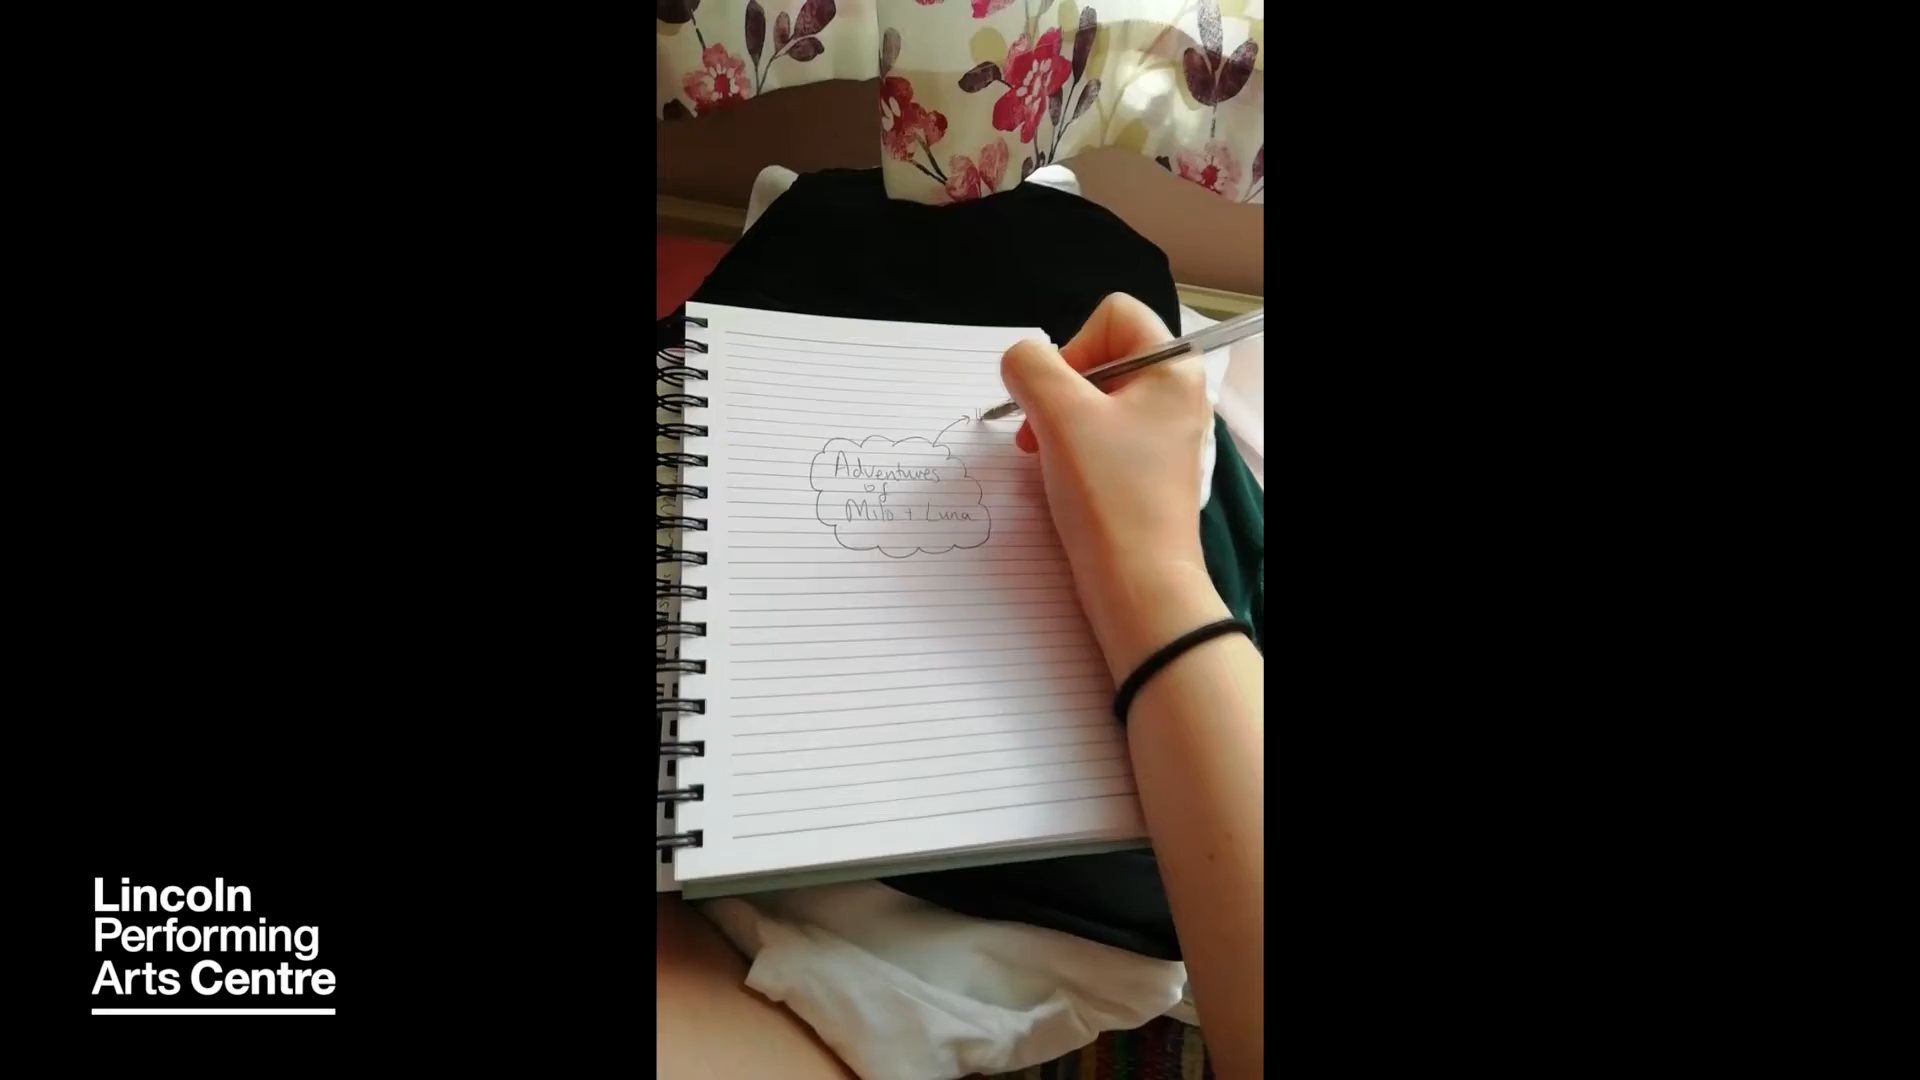 Adventures
of
Milo + Luna
Lincoln
Performing
Arts Centre